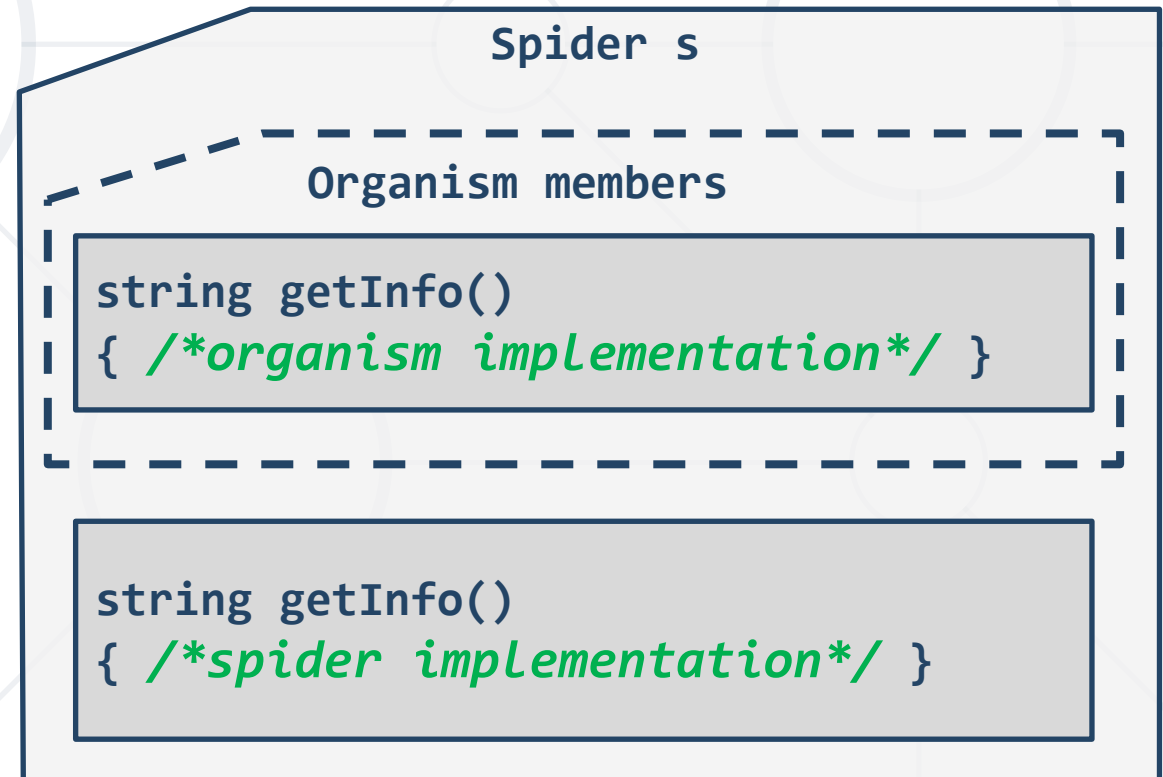 Spider s
Organism members
string getInfo()
{ /*organism implementation*/ }
string getInfo()
{ /*spider implementation*/ }